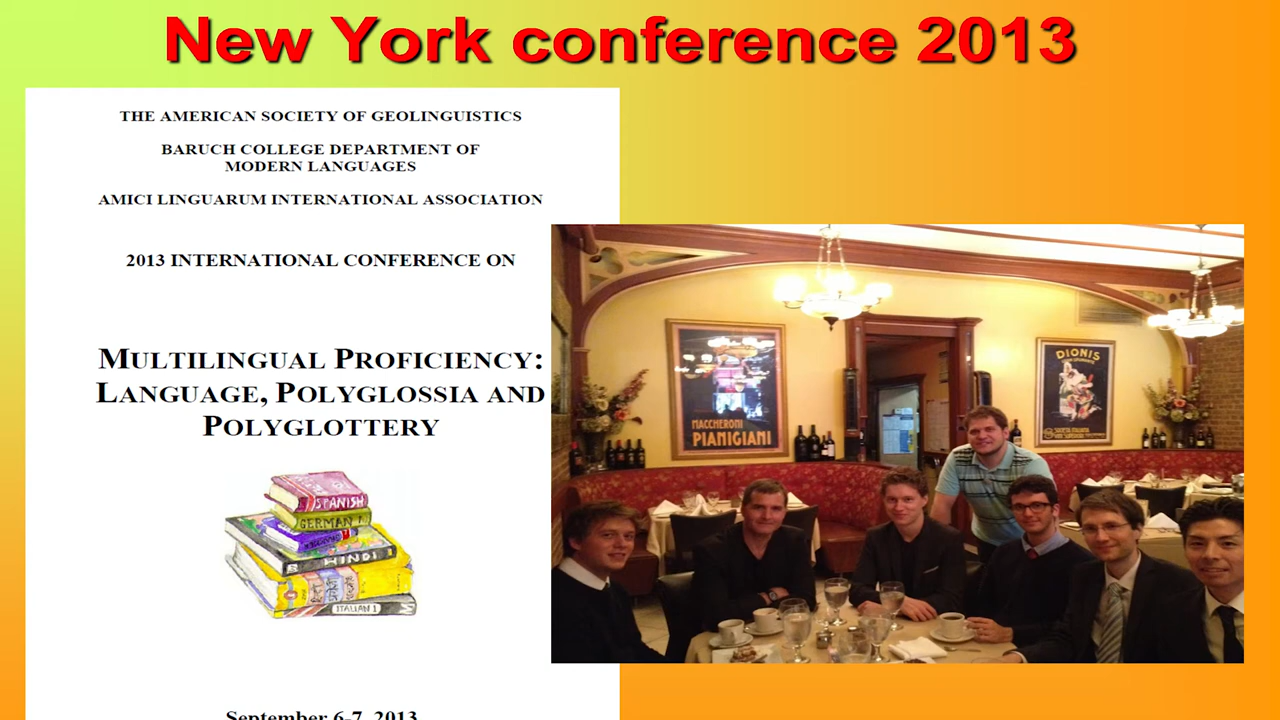 New York conference 2013
THE AMERICAN SOCIETY OF GEOLINGUISTICS
BARUCH COLLEGE DEPARTMENT OF
MODERN LANGUAGES
AMICI LINGUARUM INTERNATIONAL ASSOCIATION
2013 INTERNATIONAL CONFERENCE ON
MULTILINGUAL PROFICIENCY:
LANGUAGE, POLYGLOSSIA AND
POLYGLOTTERY
SPANISH
GERMAN 1
HINDI
ITALIAN 1
September 6-7, 2013
MACCHERONI
PIANIGIANI
DIONIS